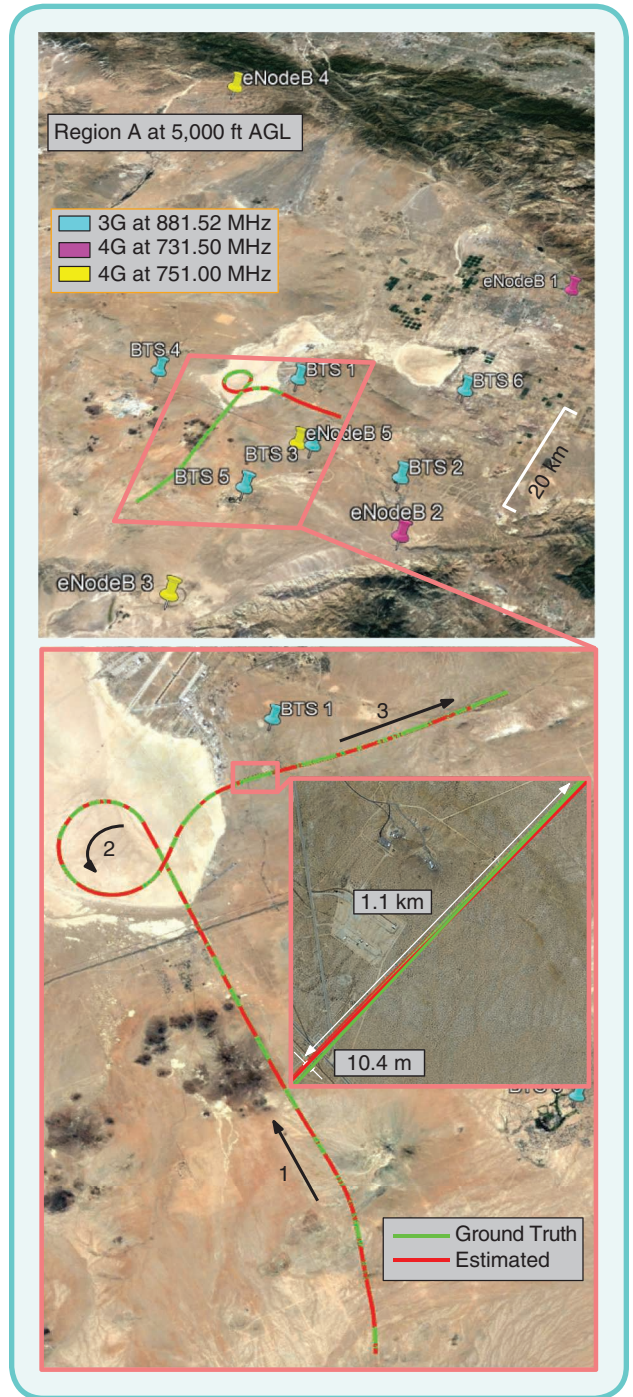 eNodeB 4
Region A at 5,000 ft AGL
3G at 881.52 MHz
4G at 731.50 MHz
4G at 751.00 MHz
eNodeB 1
BTS 4
BTS 1
BTS 6
eNodeB 5
BTS 3
BTS 2
BTS 5
20 km
eNodeB 2
eNodeB 3
BTS 1
3
2
1.1 km
10.4 m
1
Ground Truth
Estimated